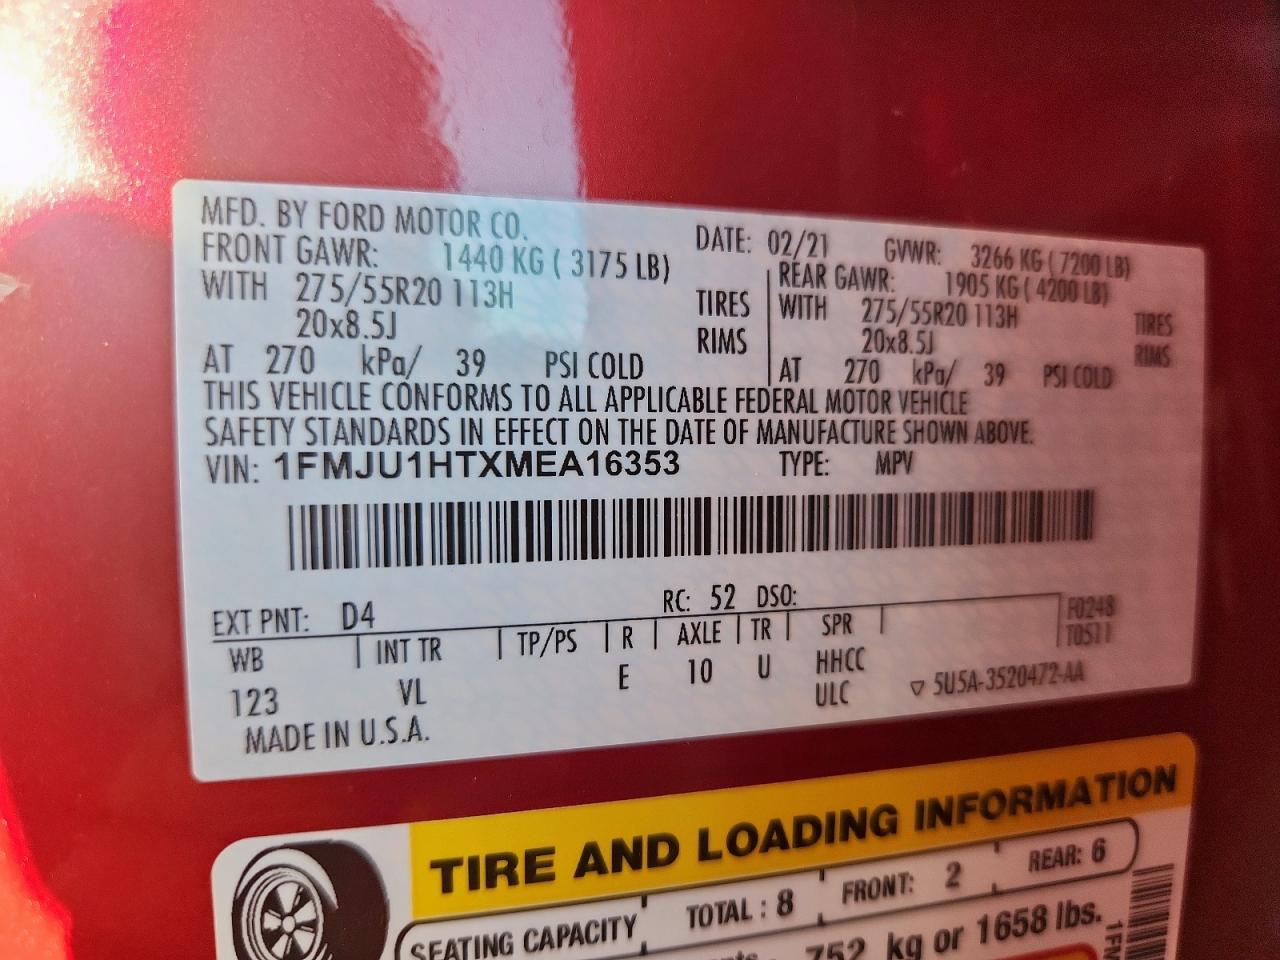 MFD. BY FORD MOTOR CO.
DATE: 02/21 GVWR: 3266 KG ( 7200 LB)
FRONT GAWR: 1440 KG ( 3175 LB)
REAR GAWR: 1905 KG ( 4200 LB)
WITH 275/55R20 113H TIRES
WITH 275/55R20 113H TIRES
20x8.5J RIMS
20x8.5J RIMS
AT 270 kPa/ 39 PSI COLD
AT 270 kPa/ 39 PSI COLD
THIS VEHICLE CONFORMS TO ALL APPLICABLE FEDERAL MOTOR VEHICLE
SAFETY STANDARDS IN EFFECT ON THE DATE OF MANUFACTURE SHOWN ABOVE.
VIN: 1FMJU1HTXMEA16353 TYPE: MPV
EXT PNT: D4 RC: 52 DSO:
F0248
T0511
WB INT TR TP/PS R AXLE TR SPR
123 VL E 10 U HHCC
ULC ▽ 5U5A-3520472-AA
MADE IN U.S.A.
TIRE AND LOADING INFORMATION
SEATING CAPACITY TOTAL : 8 FRONT: 2 REAR: 6
752 kg or 1658 lbs.